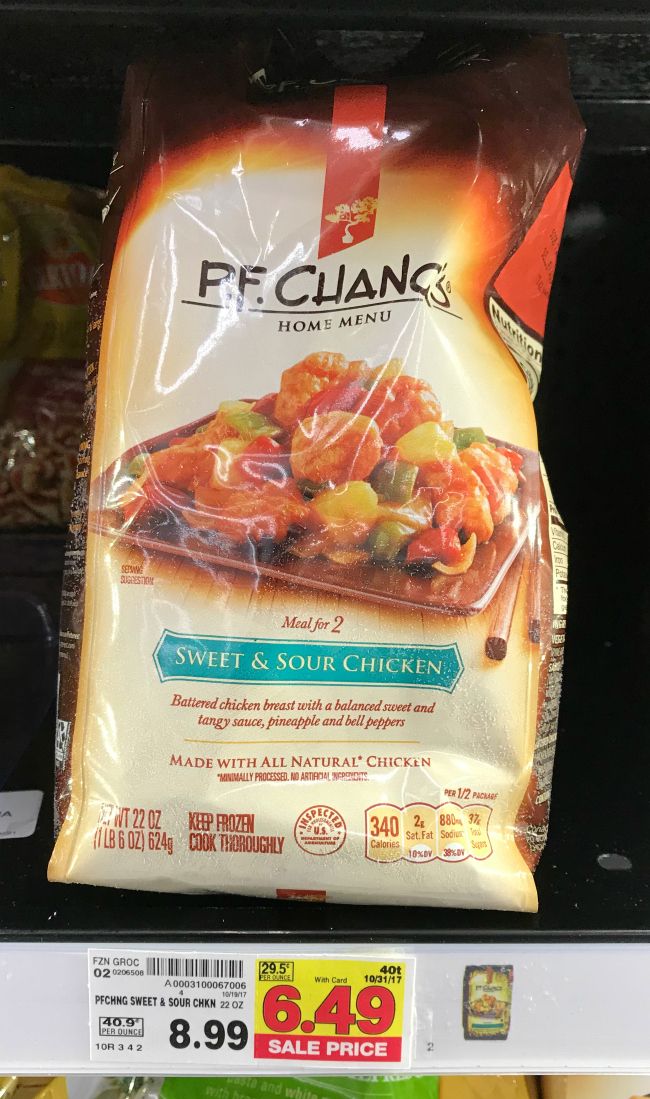 P.F. CHANG'S®
HOME MENU
Nutrition
SERVING
SUGGESTION
Meal for 2
SWEET & SOUR CHICKEN
Battered chicken breast with a balanced sweet and
tangy sauce, pineapple and bell peppers
MADE WITH ALL NATURAL* CHICKEN
*MINIMALLY PROCESSED. NO ARTIFICIAL INGREDIENTS.
PER 1/2 PACKAGE
NET WT 22 OZ
(1 LB 6 OZ) 624g
KEEP FROZEN
COOK THOROUGHLY
INSPECTED
U.S.
DEPARTMENT OF
AGRICULTURE
340
Calories
2g
Sat. Fat
10% DV
880mg
Sodium
38% DV
37g
Total
Sugars
FZN GROC
02 0206508
A 0003100067006
4 10/19/17
PFCHNG SWEET & SOUR CHKN 22 OZ
40.9¢
PER OUNCE
8.99
10R 3 4 2
29.5¢
PER OUNCE
With Card
40t
10/31/17
6.49
SALE PRICE
2